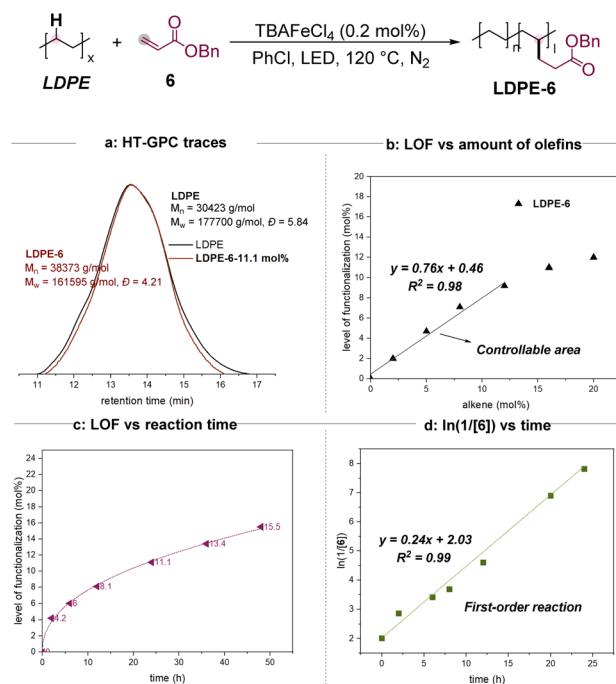 H
x
LDPE
+
OBn
O
6
TBAFeCl4 (0.2 mol%)
PhCl, LED, 120 °C, N2
OBn
O
n
l
LDPE-6
a: HT-GPC traces
LDPE
Mn = 30423 g/mol
Mw = 177700 g/mol, Đ = 5.84
LDPE
LDPE-6-11.1 mol%
LDPE-6
Mn = 38373 g/mol
Mw = 161595 g/mol, Đ = 4.21
11 12 13 14 15 16 17
retention time (min)
b: LOF vs amount of olefins
level of functionalization (mol%)
20
18
16
14
12
10
8
6
4
2
0
LDPE-6
y = 0.76x + 0.46
R2 = 0.98
Controllable area
0 5 10 15 20
alkene (mol%)
c: LOF vs reaction time
level of functionalization (mol%)
24
22
20
18
16
14
12
10
8
6
4
2
0
0
4.2
6
8.1
11.1
13.4
15.5
0 10 20 30 40 50
time (h)
d: ln(1/[6]) vs time
ln(1/[6])
8
7
6
5
4
3
2
y = 0.24x + 2.03
R2 = 0.99
First-order reaction
0 5 10 15 20 25
time (h)